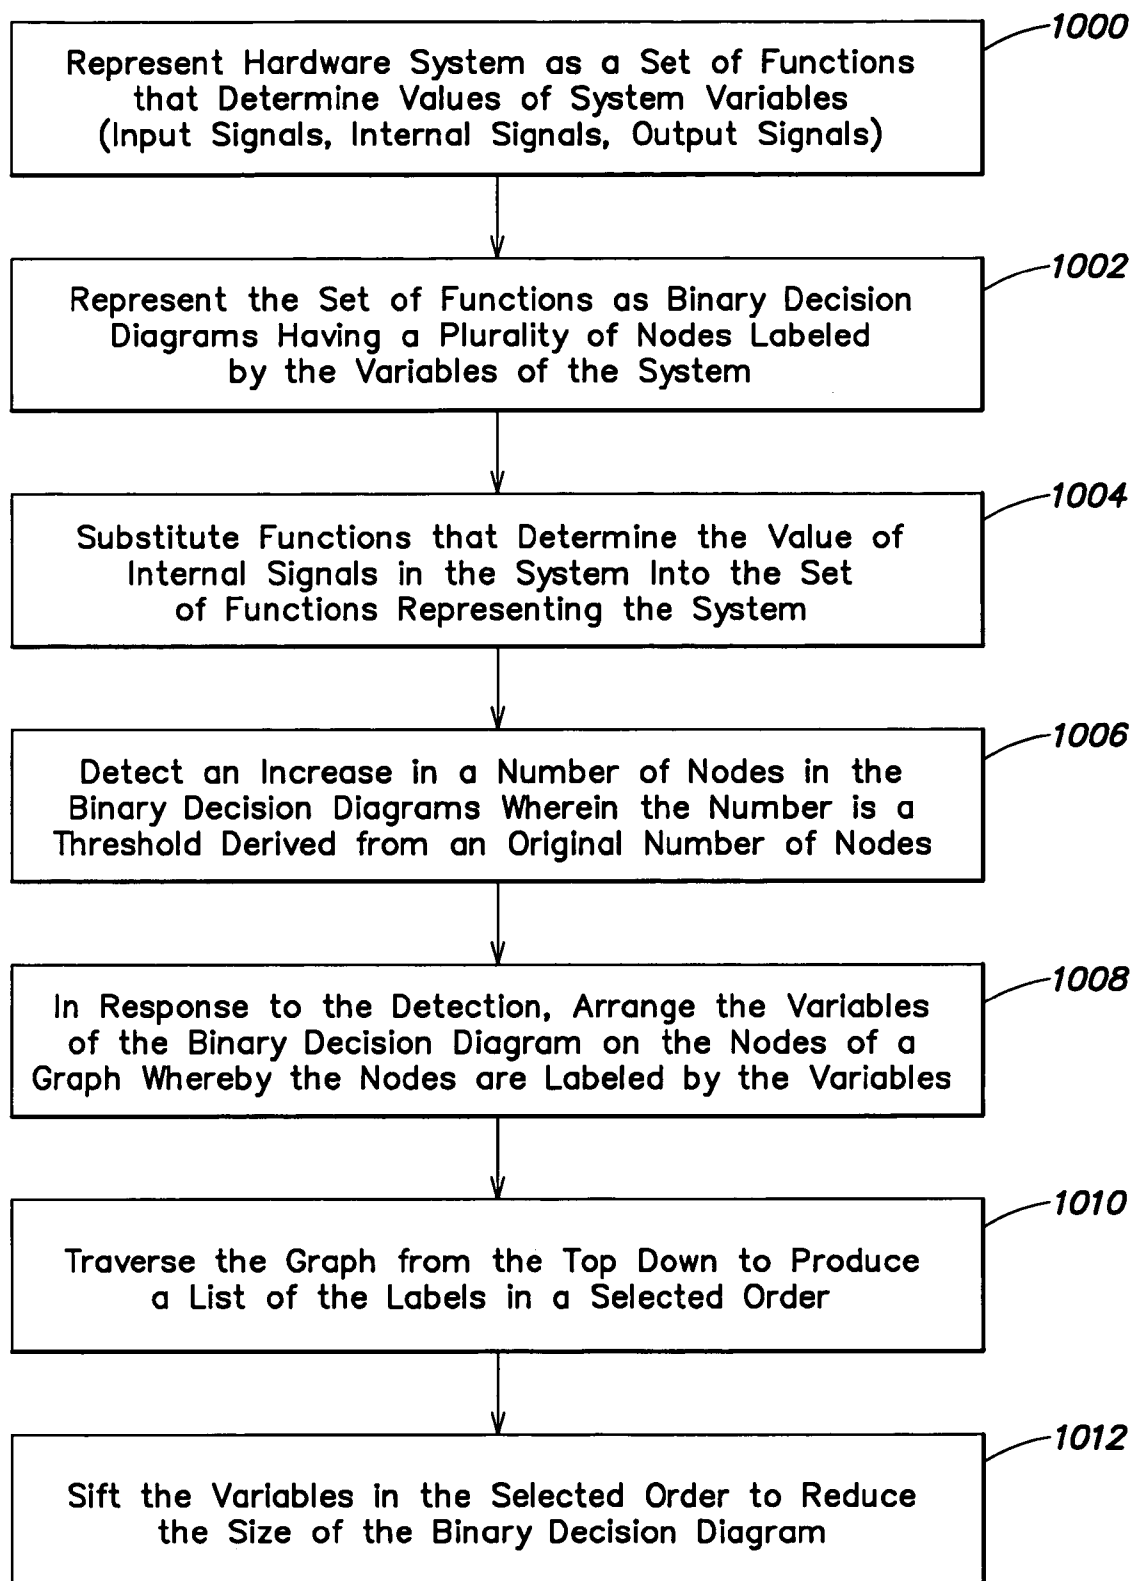 1000
Represent Hardware System as a Set of Functions
that Determine Values of System Variables
(Input Signals, Internal Signals, Output Signals)
1002
Represent the Set of Functions as Binary Decision
Diagrams Having a Plurality of Nodes Labeled
by the Variables of the System
1004
Substitute Functions that Determine the Value of
Internal Signals in the System Into the Set
of Functions Representing the System
1006
Detect an Increase in a Number of Nodes in the
Binary Decision Diagrams Wherein the Number is a
Threshold Derived from an Original Number of Nodes
1008
In Response to the Detection, Arrange the Variables
of the Binary Decision Diagram on the Nodes of a
Graph Whereby the Nodes are Labeled by the Variables
1010
Traverse the Graph from the Top Down to Produce
a List of the Labels in a Selected Order
1012
Sift the Variables in the Selected Order to Reduce
the Size of the Binary Decision Diagram